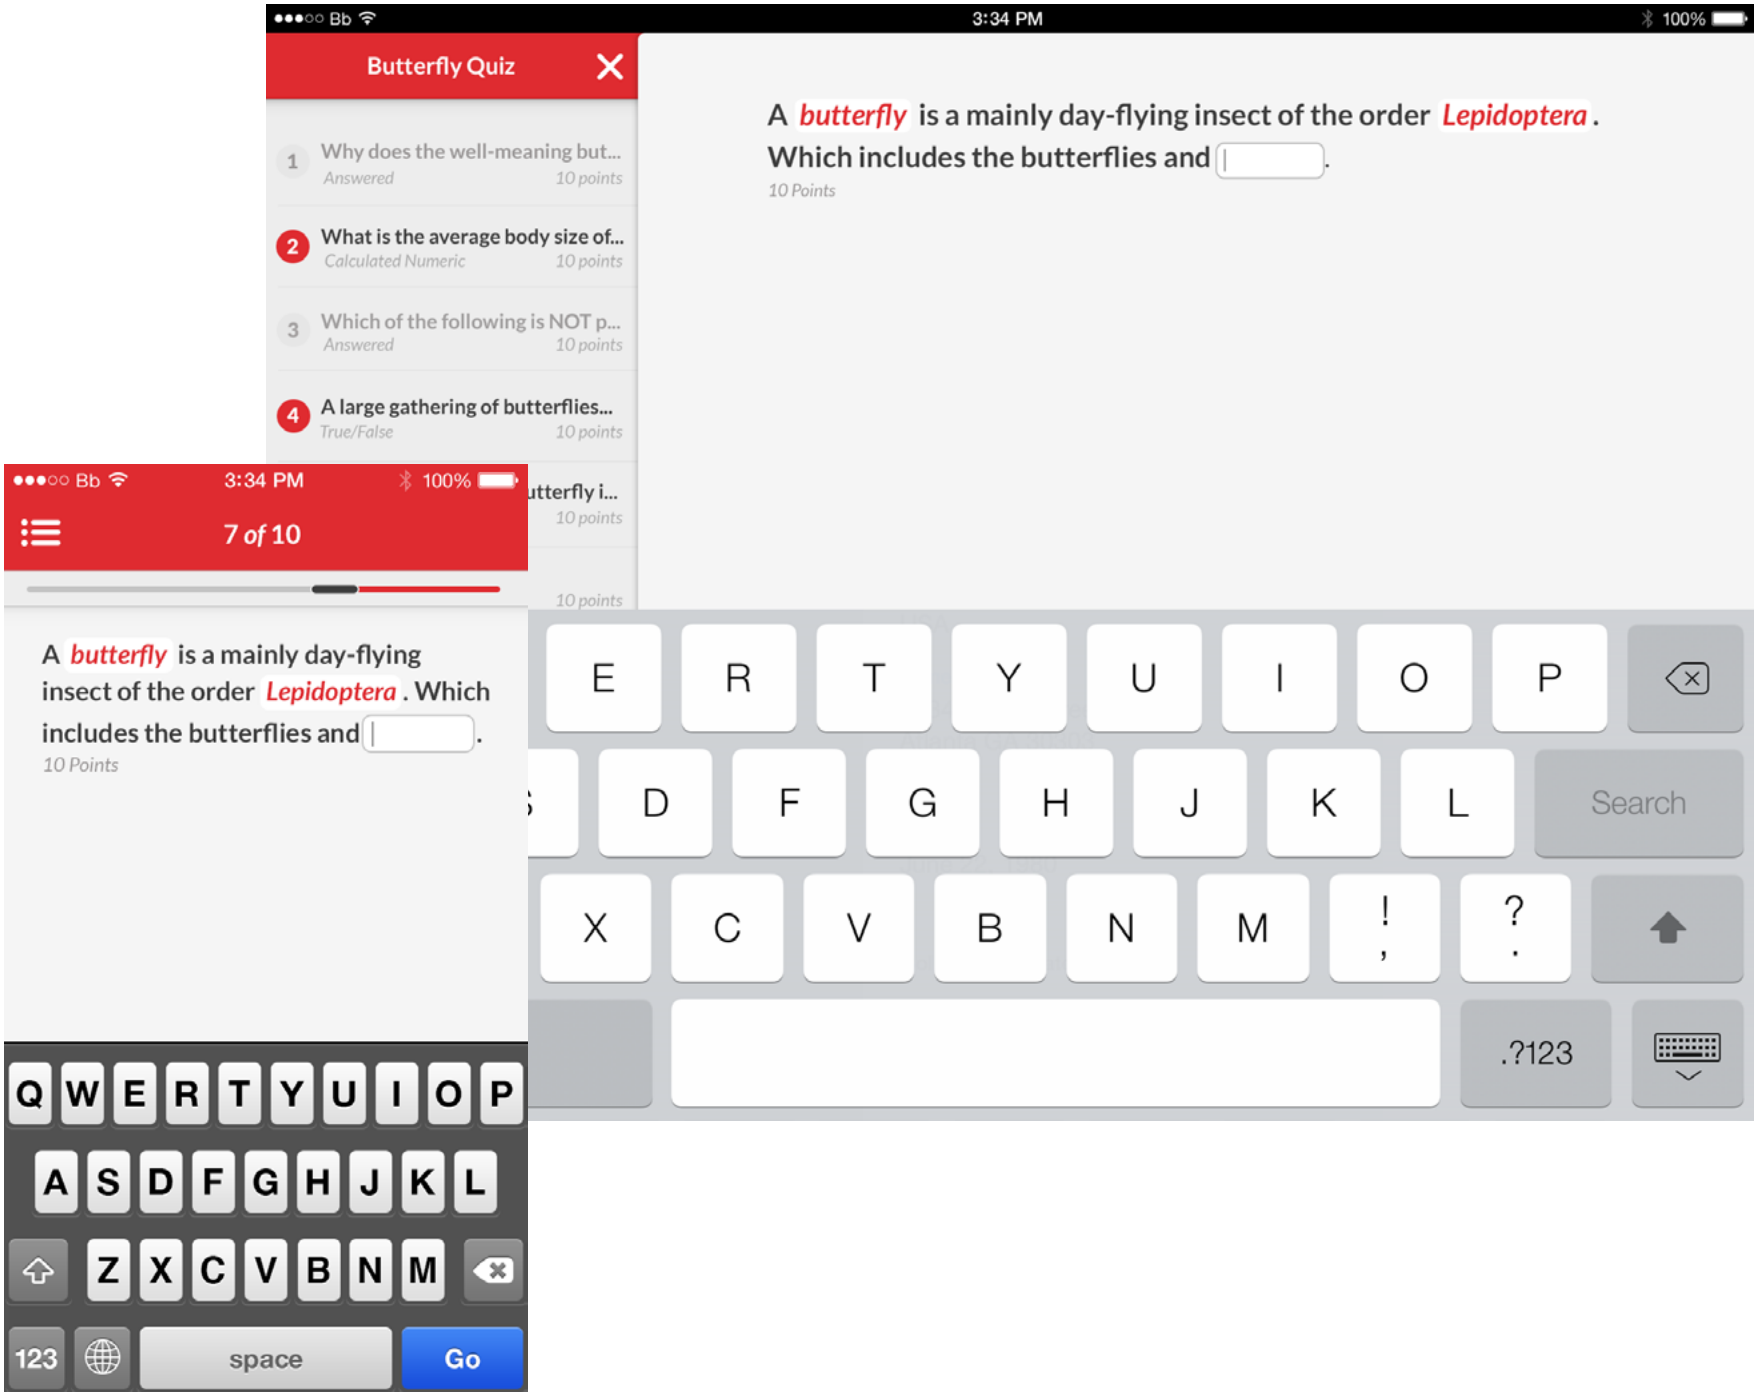 Bb
3:34 PM
100%
Butterfly Quiz
1
Why does the well-meaning but...
Answered
10 points
2
What is the average body size of...
Calculated Numeric
10 points
3
Which of the following is NOT p...
Answered
10 points
4
A large gathering of butterflies...
True/False
10 points
utterfly i...
10 points
10 points
A butterfly is a mainly day-flying insect of the order Lepidoptera.
Which includes the butterflies and .
10 Points
E R T Y U I O P
D F G H J K L Search
X C V B N M ! , ? .
.?123
Bb
3:34 PM
100%
7 of 10
A butterfly is a mainly day-flying
insect of the order Lepidoptera. Which
includes the butterflies and .
10 Points
Q W E R T Y U I O P
A S D F G H J K L
Z X C V B N M
123 space Go